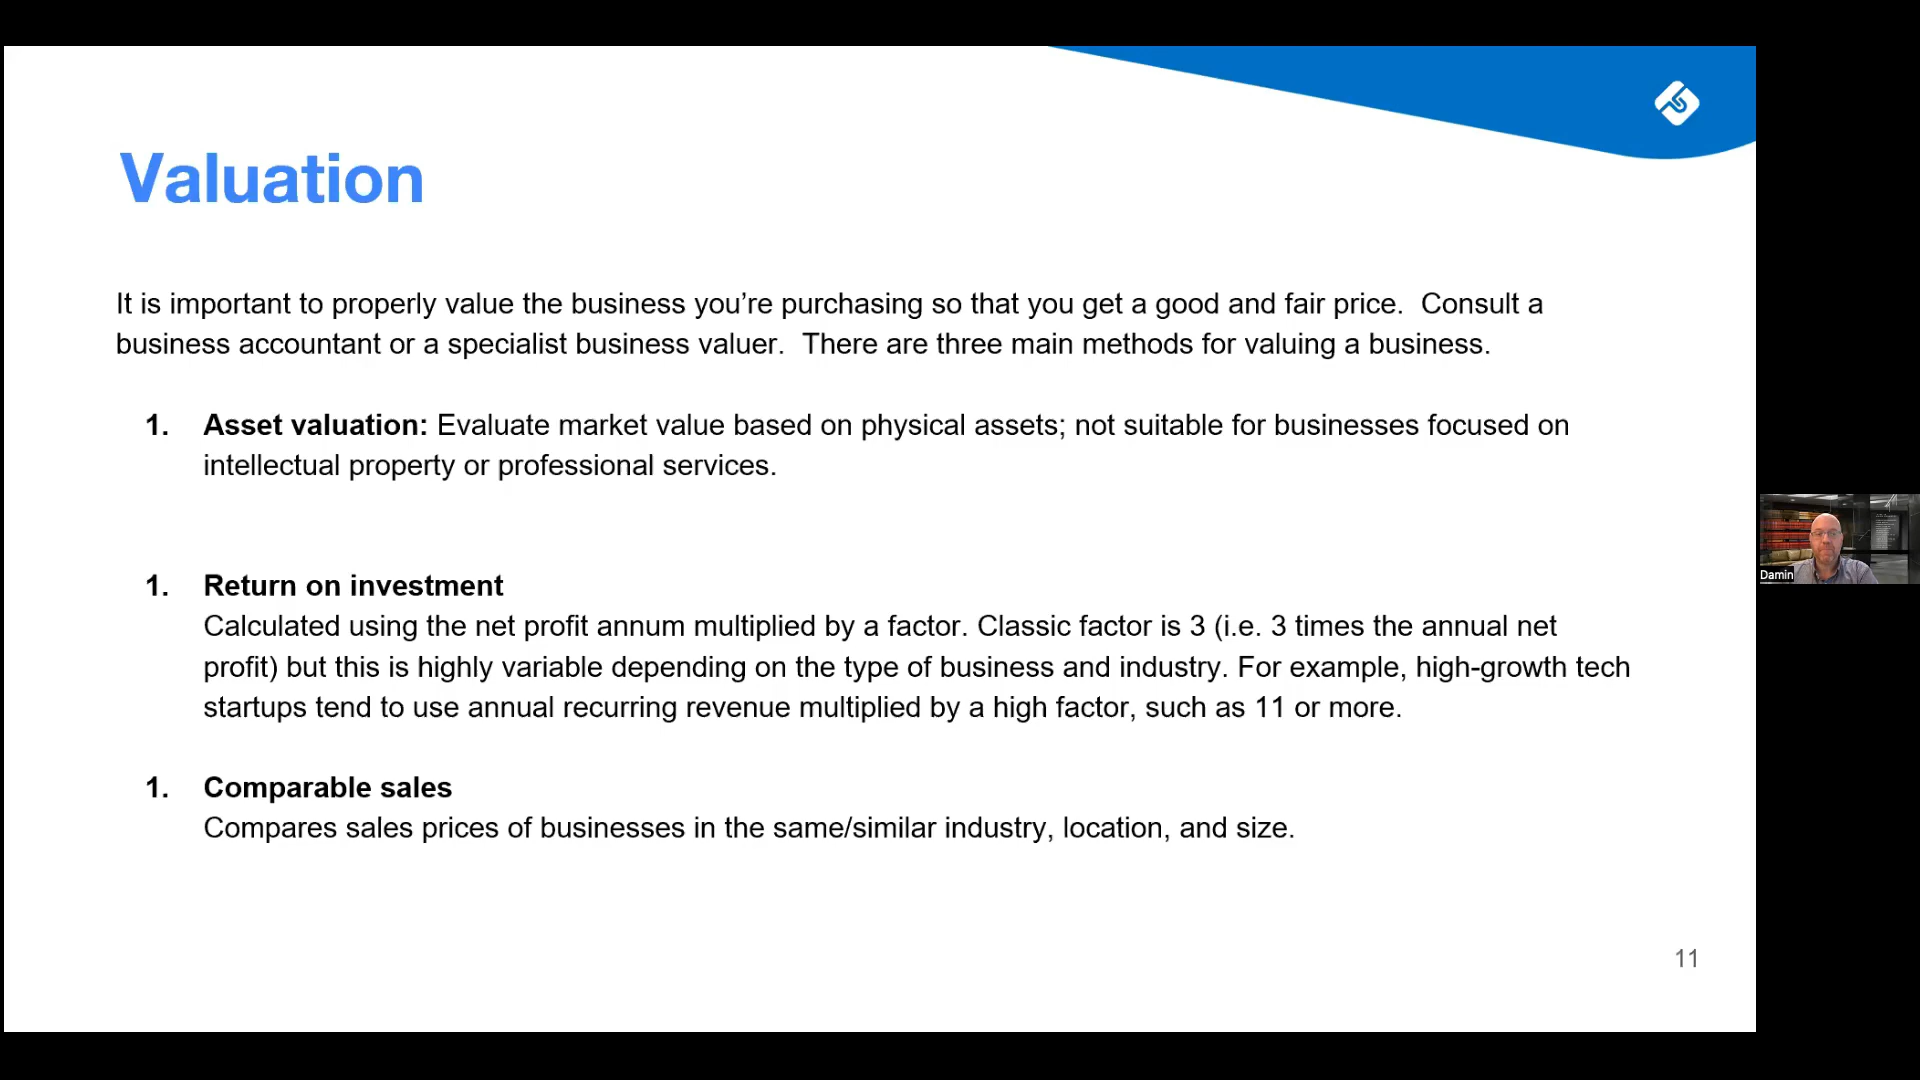 Valuation
It is important to properly value the business you’re purchasing so that you get a good and fair price.  Consult a
business accountant or a specialist business valuer.  There are three main methods for valuing a business.
1. Asset valuation: Evaluate market value based on physical assets; not suitable for businesses focused on
intellectual property or professional services.
1. Return on investment
Calculated using the net profit annum multiplied by a factor. Classic factor is 3 (i.e. 3 times the annual net
profit) but this is highly variable depending on the type of business and industry. For example, high-growth tech
startups tend to use annual recurring revenue multiplied by a high factor, such as 11 or more.
1. Comparable sales
Compares sales prices of businesses in the same/similar industry, location, and size.
11
Damin